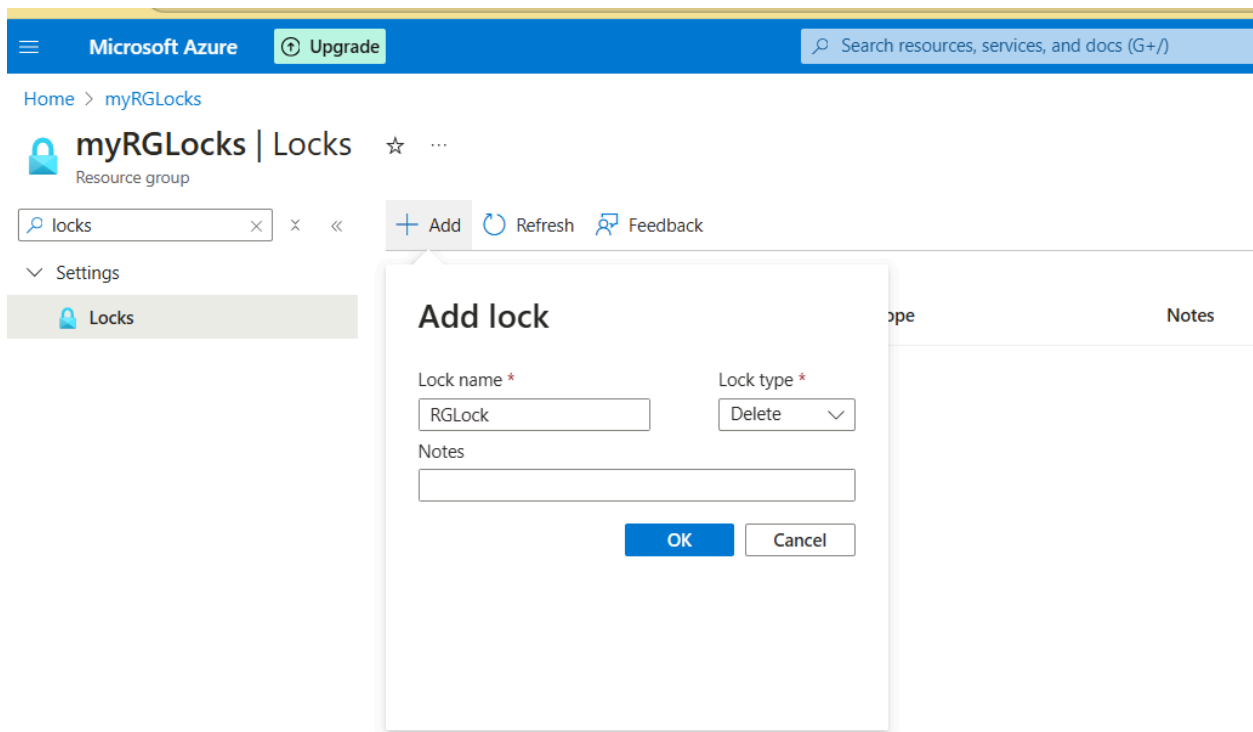 Microsoft Azure
Upgrade
Search resources, services, and docs (G+/)
Home > myRGLocks
myRGLocks | Locks
Resource group
locks
Add
Refresh
Feedback
Settings
Locks
Add lock
ope
Notes
Lock name *
Lock type *
RGLock
Delete
Notes
OK
Cancel